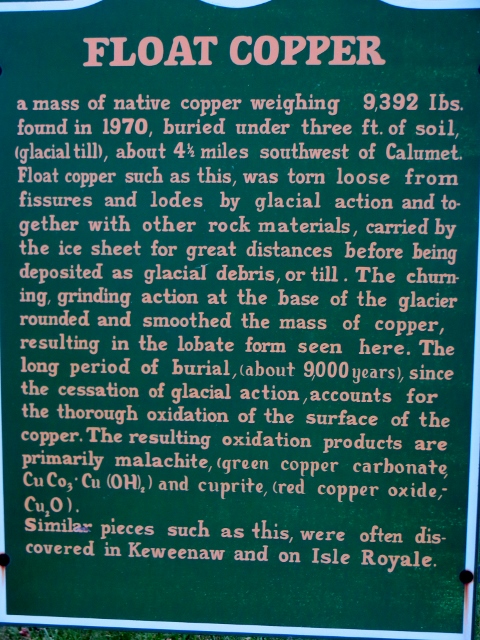 FLOAT COPPER
a mass of native copper weighing 9,392 lbs.
found in 1970, buried under three ft. of soil,
(glacial till), about 4½ miles southwest of Calumet.
Float copper such as this, was torn loose from
fissures and lodes by glacial action and to-
gether with other rock materials, carried by
the ice sheet for great distances before being
deposited as glacial debris, or till. The churn-
ing, grinding action at the base of the glacier
rounded and smoothed the mass of copper,
resulting in the lobate form seen here. The
long period of burial, (about 9,000 years), since
the cessation of glacial action, accounts for
the thorough oxidation of the surface of the
copper. The resulting oxidation products are
primarily malachite, (green copper carbonate,
CuCo₃·Cu(OH)₂) and cuprite, (red copper oxide,-
Cu₂O).
Similar pieces such as this, were often dis-
covered in Keweenaw and on Isle Royale.